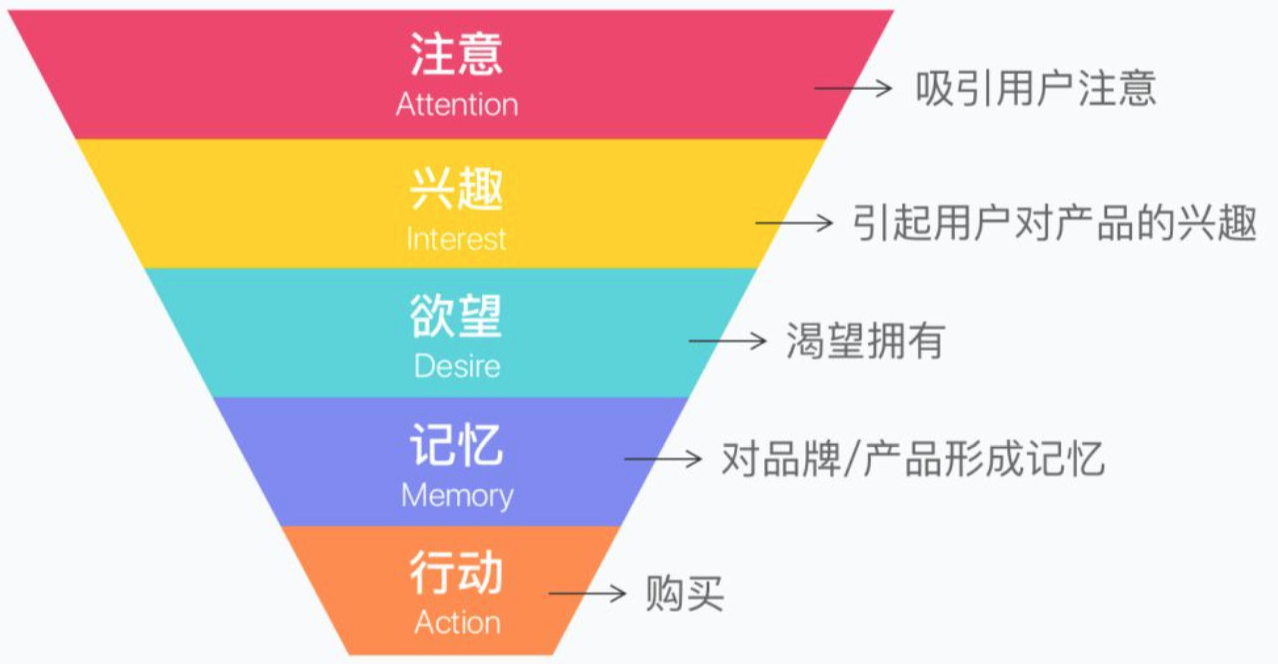 注意
Attention
吸引用户注意
兴趣
Interest
引起用户对产品的兴趣
欲望
Desire
渴望拥有
记忆
Memory
对品牌/产品形成记忆
行动
Action
购买